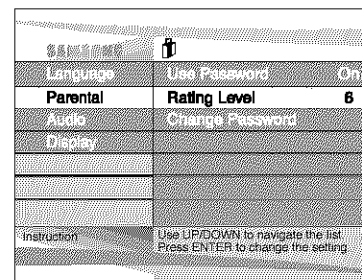 SAMSUNG
Language Use Password On
Parental Rating Level 6
Audio Change Password
Display
Instruction Use UP/DOWN to navigate the list
Press ENTER to change the setting